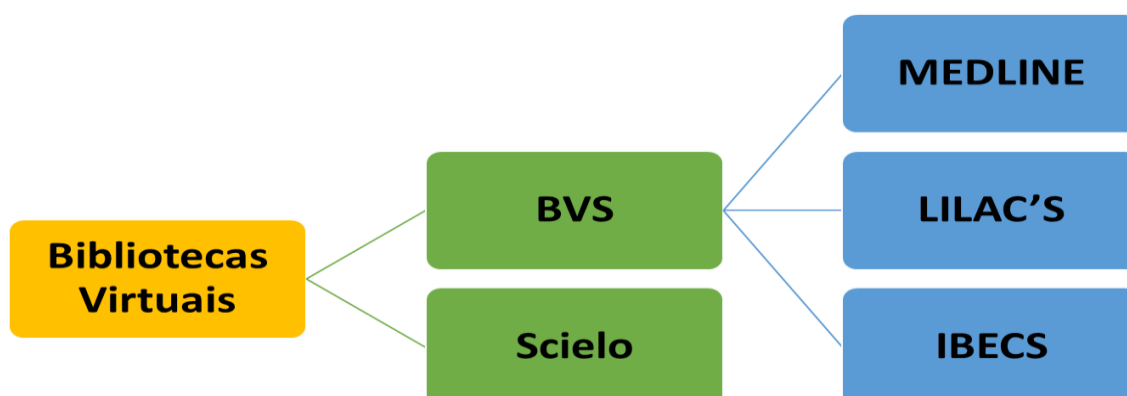 Bibliotecas
Virtuais
BVS
Scielo
MEDLINE
LILAC’S
IBECS